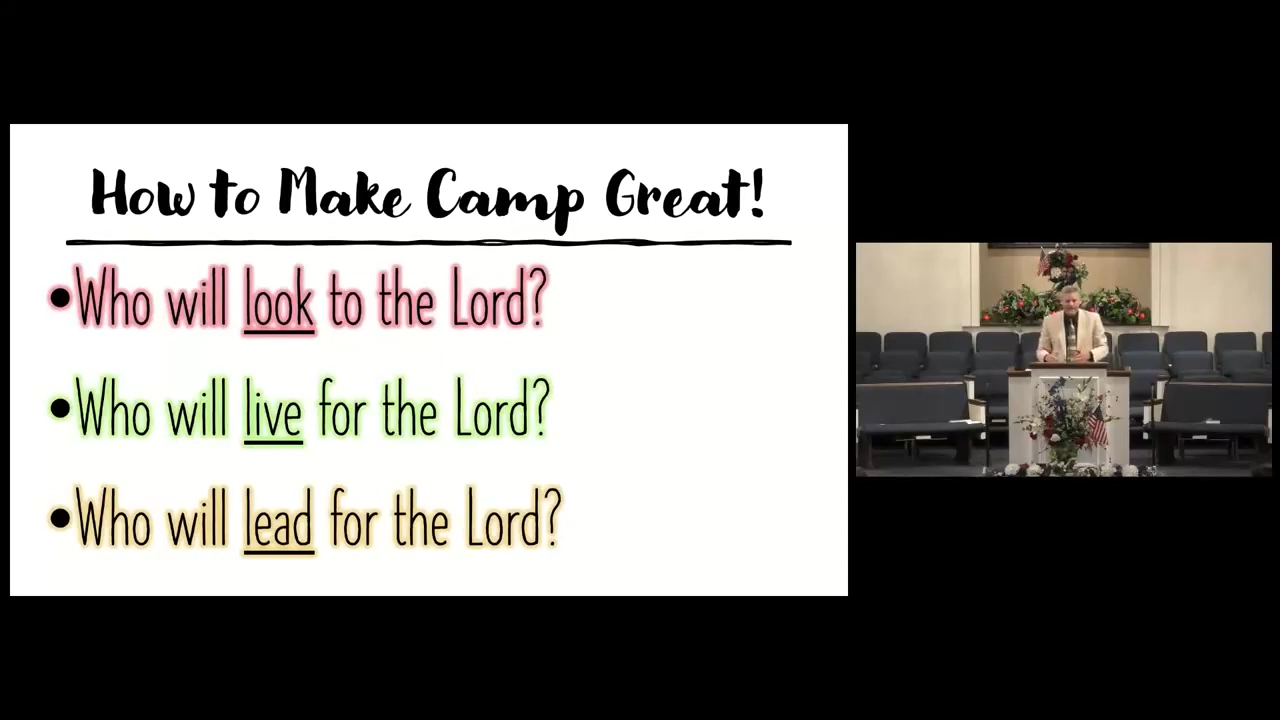 How to Make Camp Great!
•Who will look to the Lord?
•Who will live for the Lord?
•Who will lead for the Lord?